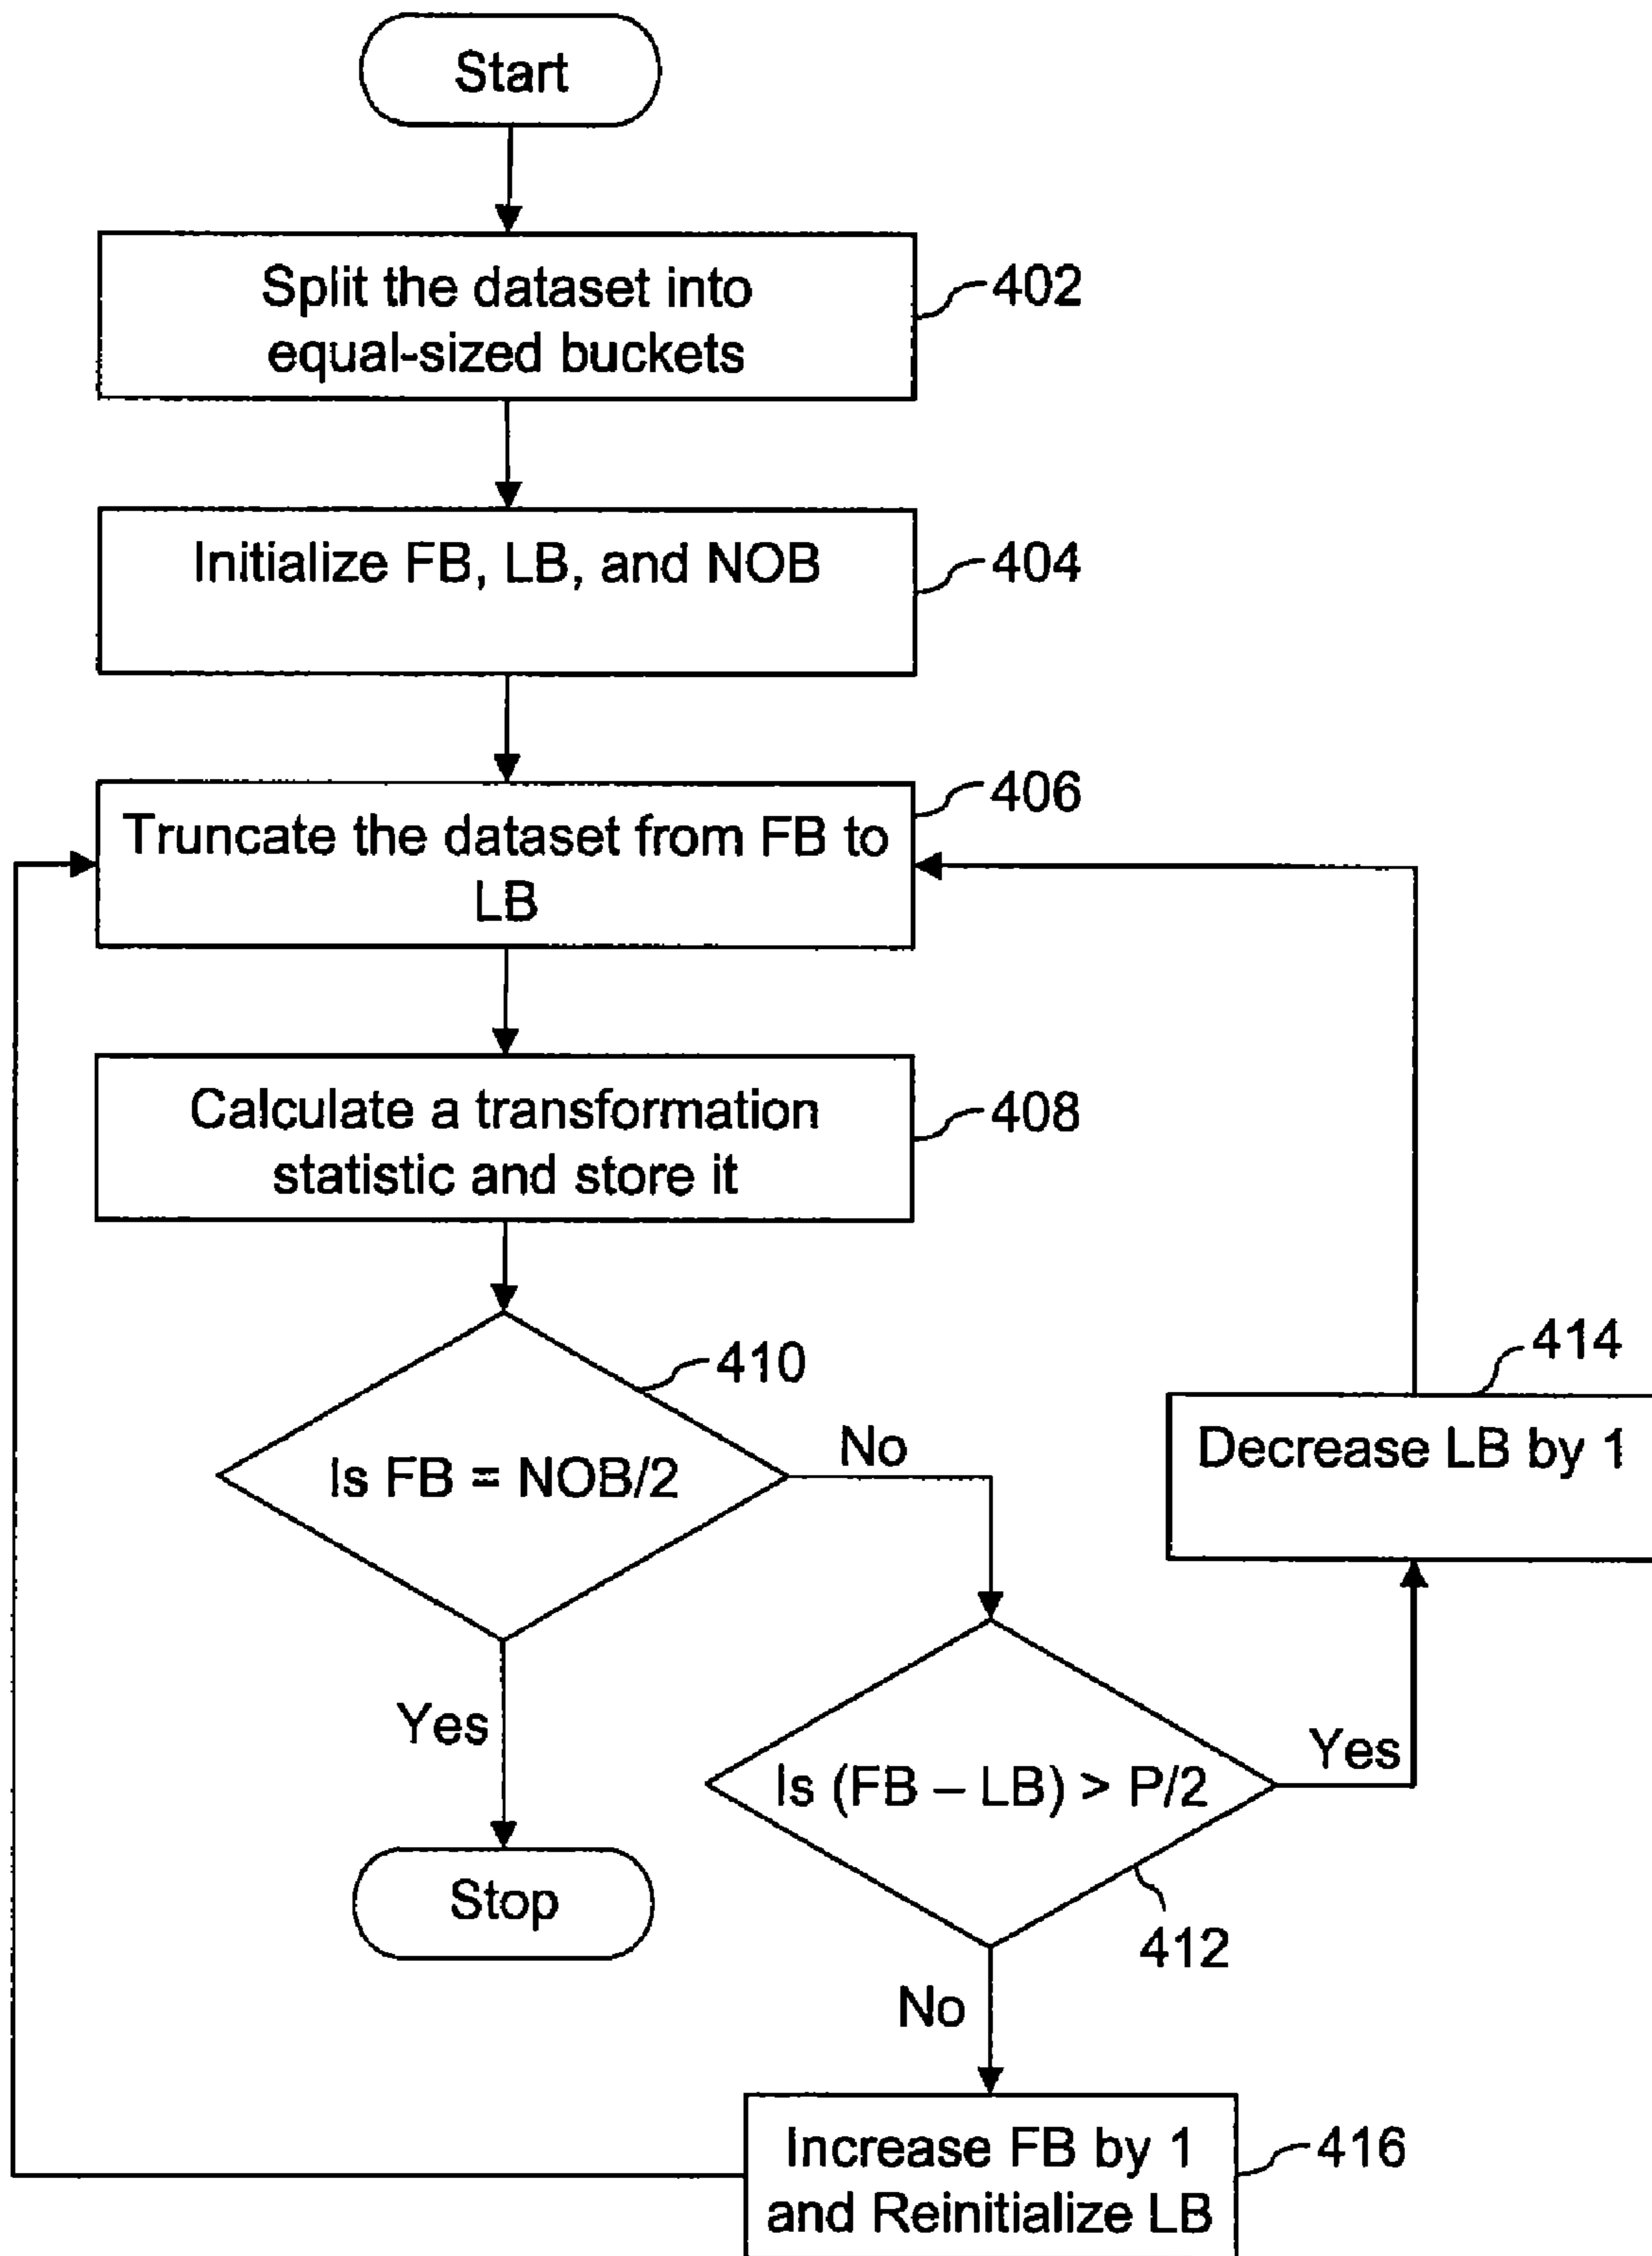 Start
Split the dataset into
equal-sized buckets
402
Initialize FB, LB, and NOB
404
406
Truncate the dataset from FB to
LB
Calculate a transformation
statistic and store it
408
410
Is FB = NOB/2
No
Yes
Stop
414
Decrease LB by 1
Is (FB – LB) > P/2
Yes
412
No
Increase FB by 1
and Reinitialize LB
416